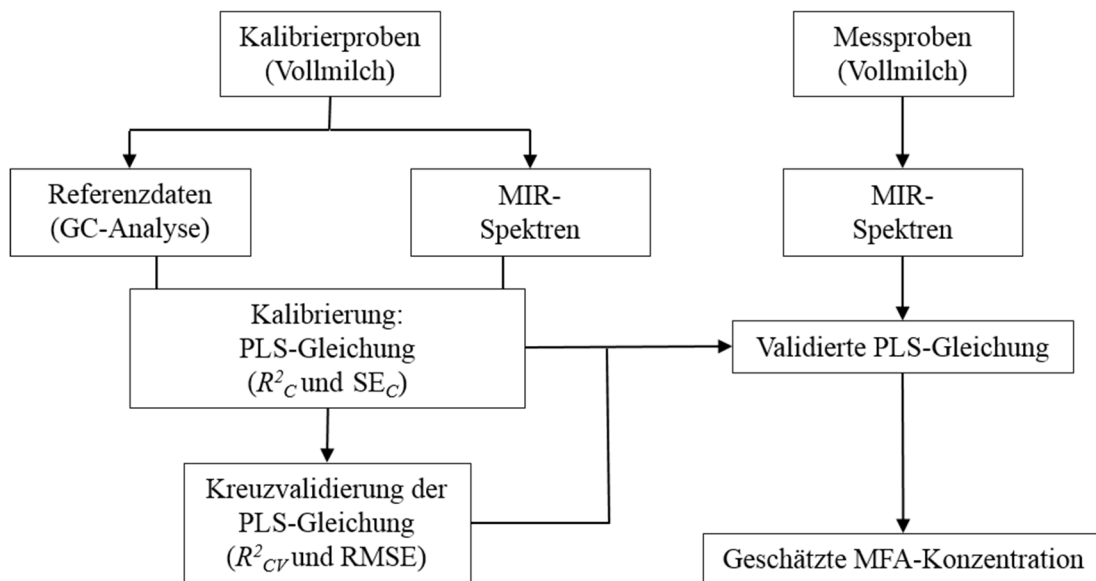 Kalibrierproben
(Vollmilch)
Messproben
(Vollmilch)
Referenzdaten
(GC-Analyse)
MIR-
Spektren
MIR-
Spektren
Kalibrierung:
PLS-Gleichung
(R²C und SEC)
Validierte PLS-Gleichung
Kreuzvalidierung der
PLS-Gleichung
(R²CV und RMSE)
Geschätzte MFA-Konzentration